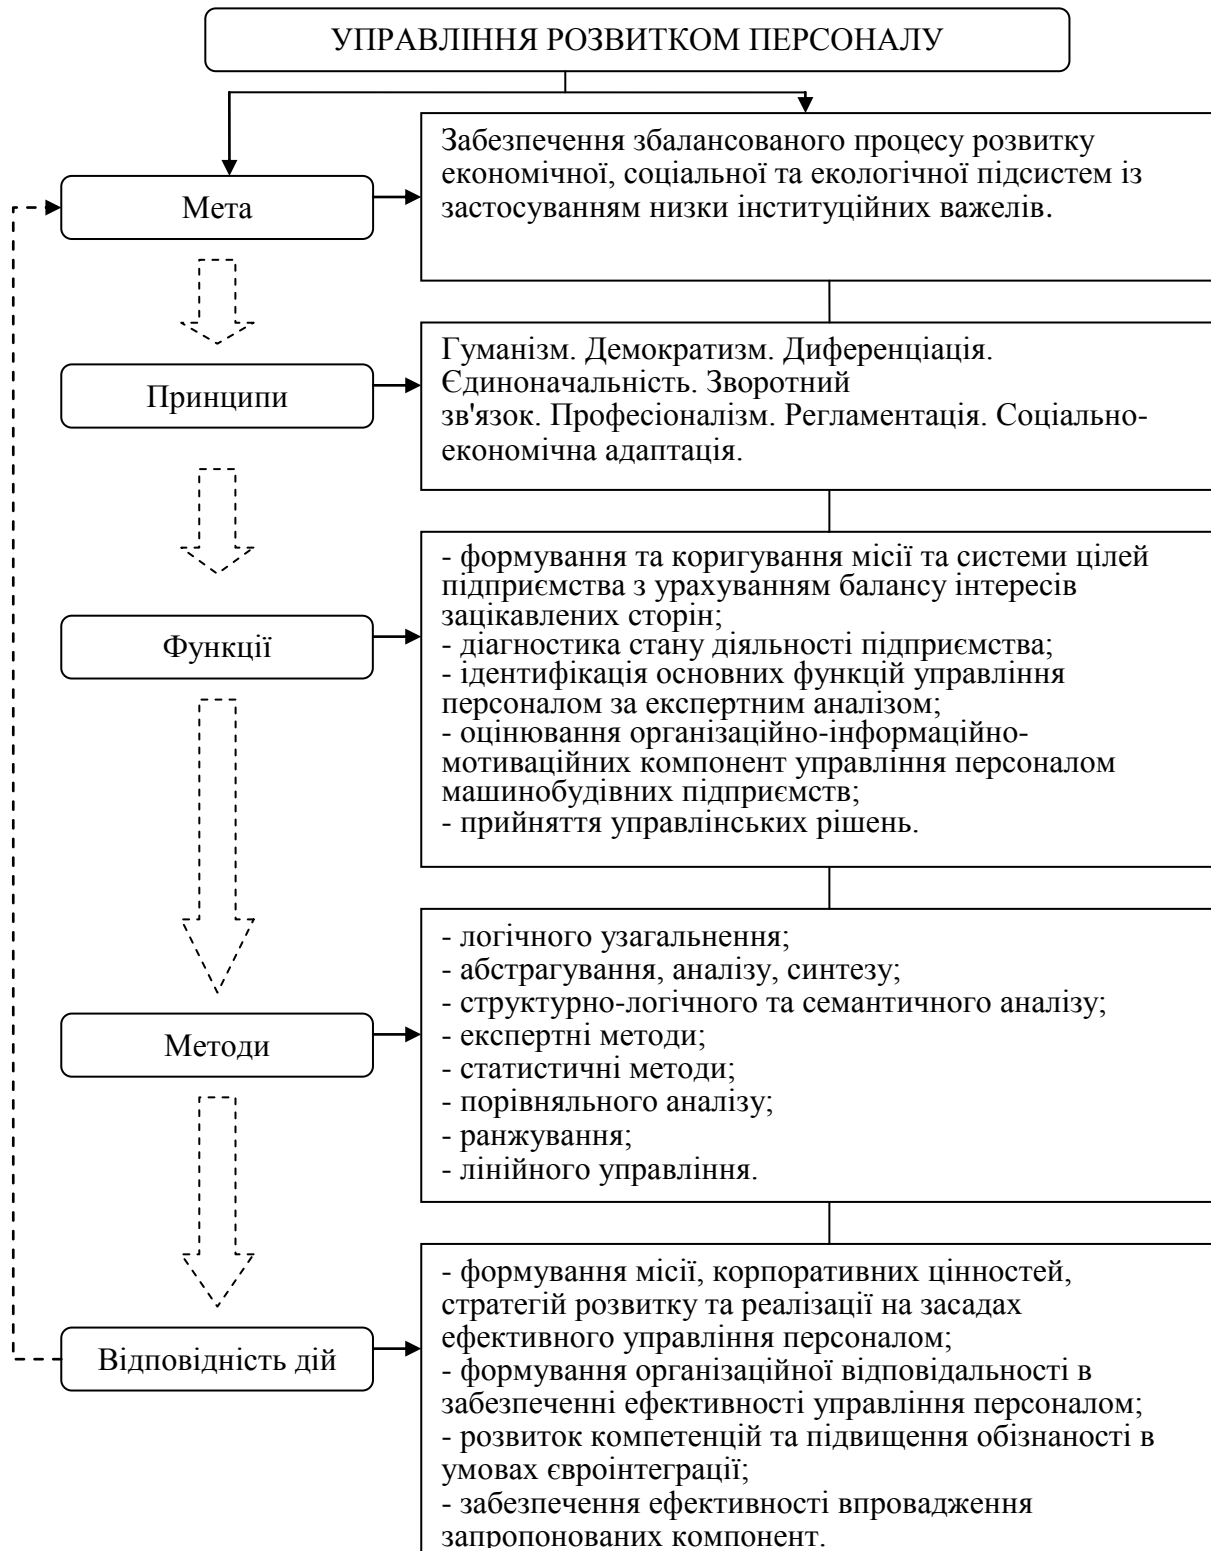 УПРАВЛІННЯ РОЗВИТКОМ ПЕРСОНАЛУ
Мета
Забезпечення збалансованого процесу розвитку
економічної, соціальної та екологічної підсистем із
застосуванням низки інституційних важелів.
Принципи
Гуманізм. Демократизм. Диференціація.
Єдиноначальність. Зворотний
зв'язок. Професіоналізм. Регламентація. Соціально-
економічна адаптація.
Функції
- формування та коригування місії та системи цілей
підприємства з урахуванням балансу інтересів
зацікавлених сторін;
- діагностика стану діяльності підприємства;
- ідентифікація основних функцій управління
персоналом за експертним аналізом;
- оцінювання організаційно-інформаційно-
мотиваційних компонент управління персоналом
машинобудівних підприємств;
- прийняття управлінських рішень.
Методи
- логічного узагальнення;
- абстрагування, аналізу, синтезу;
- структурно-логічного та семантичного аналізу;
- експертні методи;
- статистичні методи;
- порівняльного аналізу;
- ранжування;
- лінійного управління.
Відповідність дій
- формування місії, корпоративних цінностей,
стратегій розвитку та реалізації на засадах
ефективного управління персоналом;
- формування організаційної відповідальності в
забезпеченні ефективності управління персоналом;
- розвиток компетенцій та підвищення обізнаності в
умовах євроінтеграції;
- забезпечення ефективності впровадження
запропонованих компонент.